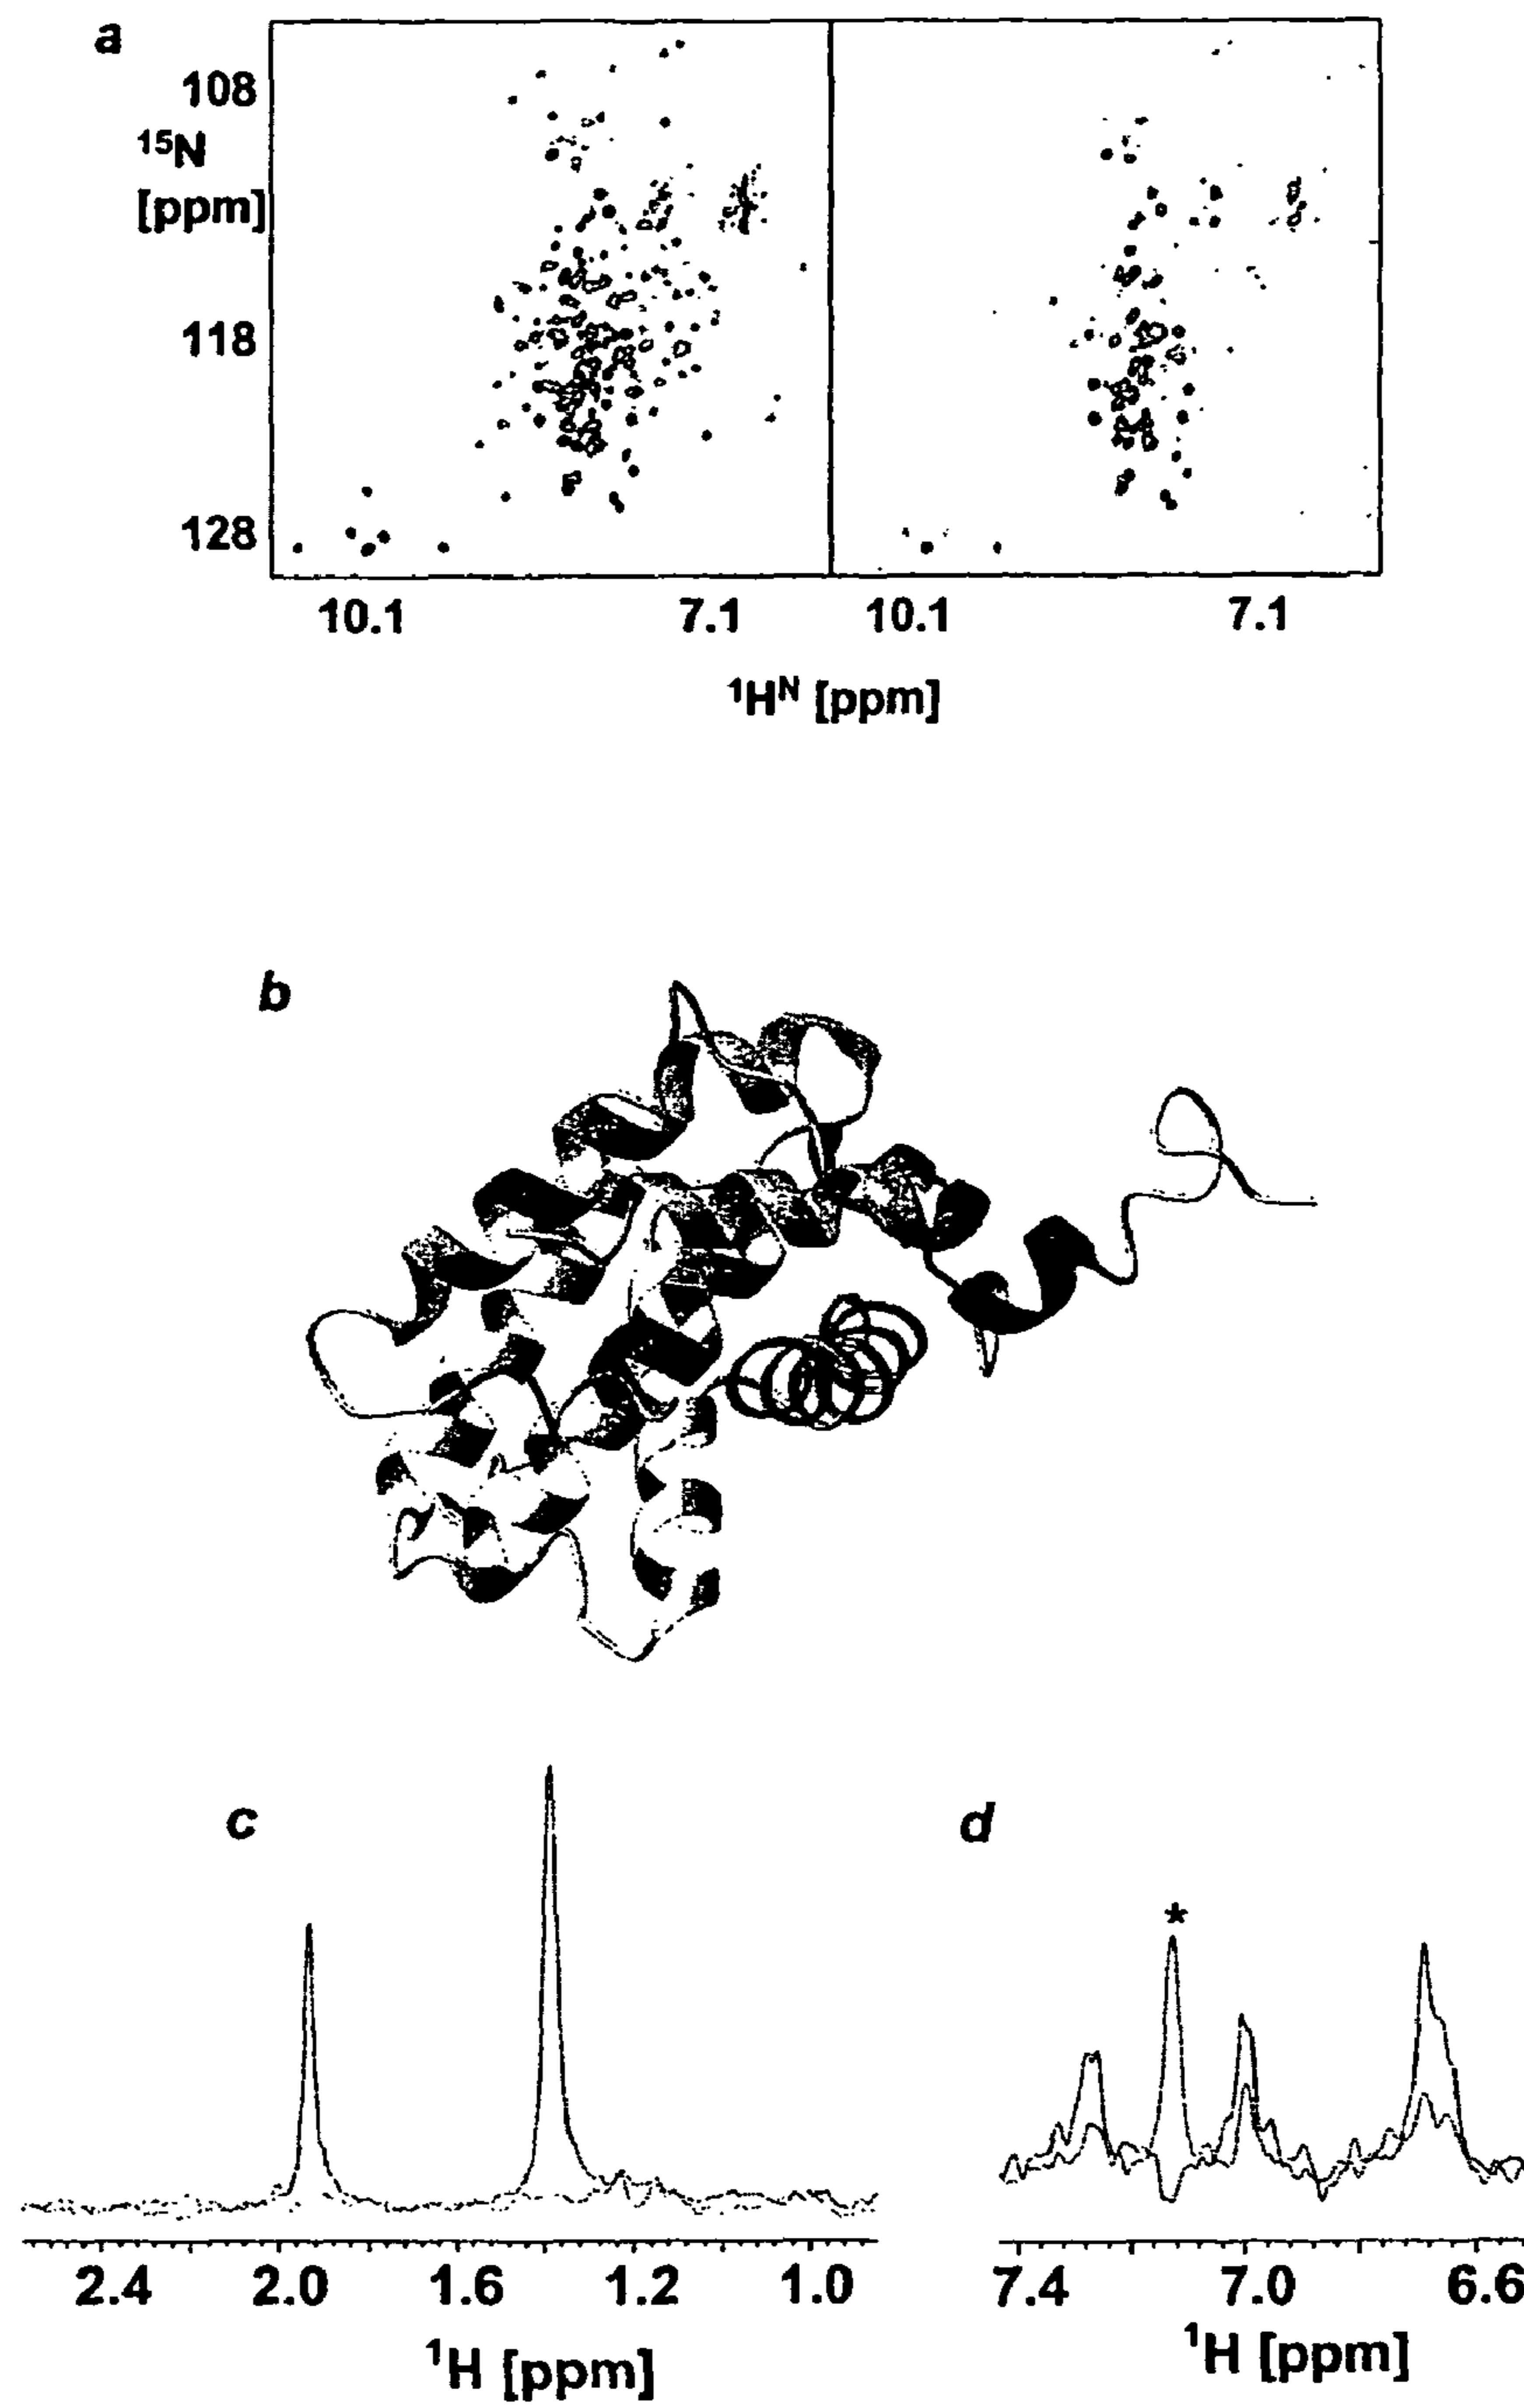 a
108
¹⁵N
[ppm]
118
128
10.1 7.1 10.1 7.1
¹Hᴺ [ppm]
b
c d
*
2.4 2.0 1.6 1.2 1.0 7.4 7.0 6.6
¹H [ppm] ¹H [ppm]